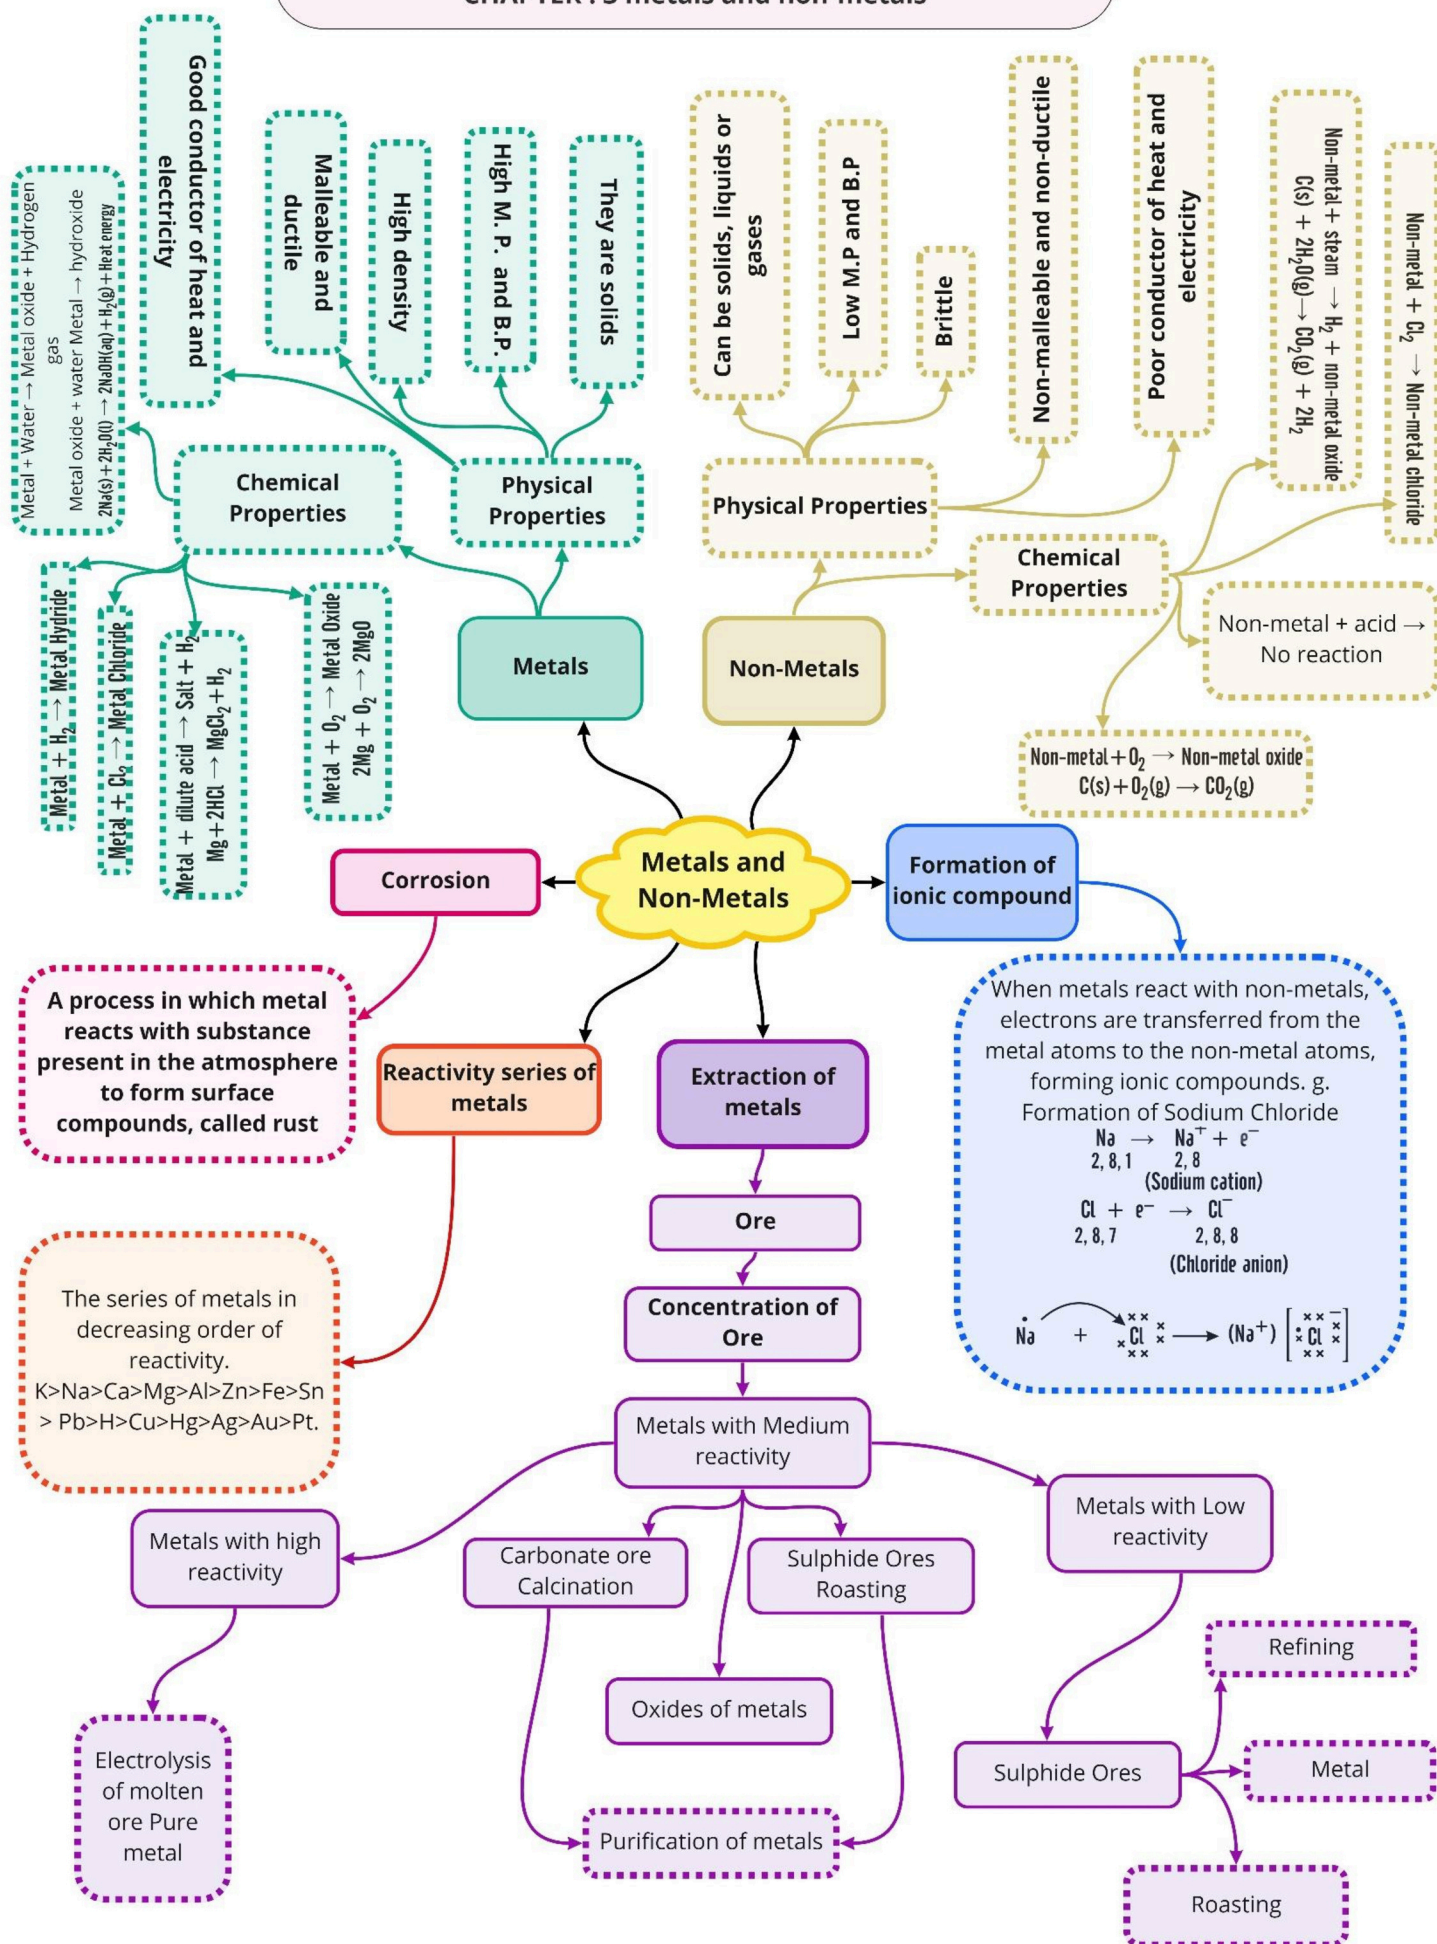 CHAPTER : 3 metals and non-metals
Good conductor of heat and
electricity
Malleable and
ductile
High density
High M. P. and B.P.
They are solids
Can be solids, liquids or
gases
Low M.P and B.P
Brittle
Non-malleable and non-ductile
Poor conductor of heat and
electricity
Non-metal + steam → H₂ + non-metal oxide
C(s) + 2H₂O(g) → CO₂(g) + 2H₂
Non-metal + Cl₂ → Non-metal chloride
Metal + Water → Metal oxide + Hydrogen
gas
Metal oxide + water Metal → hydroxide
2Na(s) + 2H₂O(l) → 2NaOH(aq) + H₂(g) + Heat energy
Chemical
Properties
Physical
Properties
Physical Properties
Chemical
Properties
Metal + H₂ → Metal Hydride
Metal + Cl₂ → Metal Chloride
Metal + dilute acid → Salt + H₂
Mg + 2HCl → MgCl₂ + H₂
Metal + O₂ → Metal Oxide
2Mg + O₂ → 2MgO
Metals
Non-Metals
Non-metal + acid →
No reaction
Non-metal + O₂ → Non-metal oxide
C(s) + O₂(g) → CO₂(g)
Metals and
Non-Metals
Corrosion
Formation of
ionic compound
A process in which metal
reacts with substance
present in the atmosphere
to form surface
compounds, called rust
Reactivity series of
metals
Extraction of
metals
When metals react with non-metals,
electrons are transferred from the
metal atoms to the non-metal atoms,
forming ionic compounds. g.
Formation of Sodium Chloride
Na → Na⁺ + e⁻
2, 8, 1 2, 8
(Sodium cation)
Cl + e⁻ → Cl⁻
2, 8, 7 2, 8, 8
(Chloride anion)
Na + Cl → (Na⁺) [Cl]⁻
Ore
Concentration of
Ore
The series of metals in
decreasing order of
reactivity.
K>Na>Ca>Mg>Al>Zn>Fe>Sn
> Pb>H>Cu>Hg>Ag>Au>Pt.
Metals with Medium
reactivity
Metals with high
reactivity
Carbonate ore
Calcination
Sulphide Ores
Roasting
Metals with Low
reactivity
Oxides of metals
Refining
Electrolysis
of molten
ore Pure
metal
Sulphide Ores
Metal
Purification of metals
Roasting